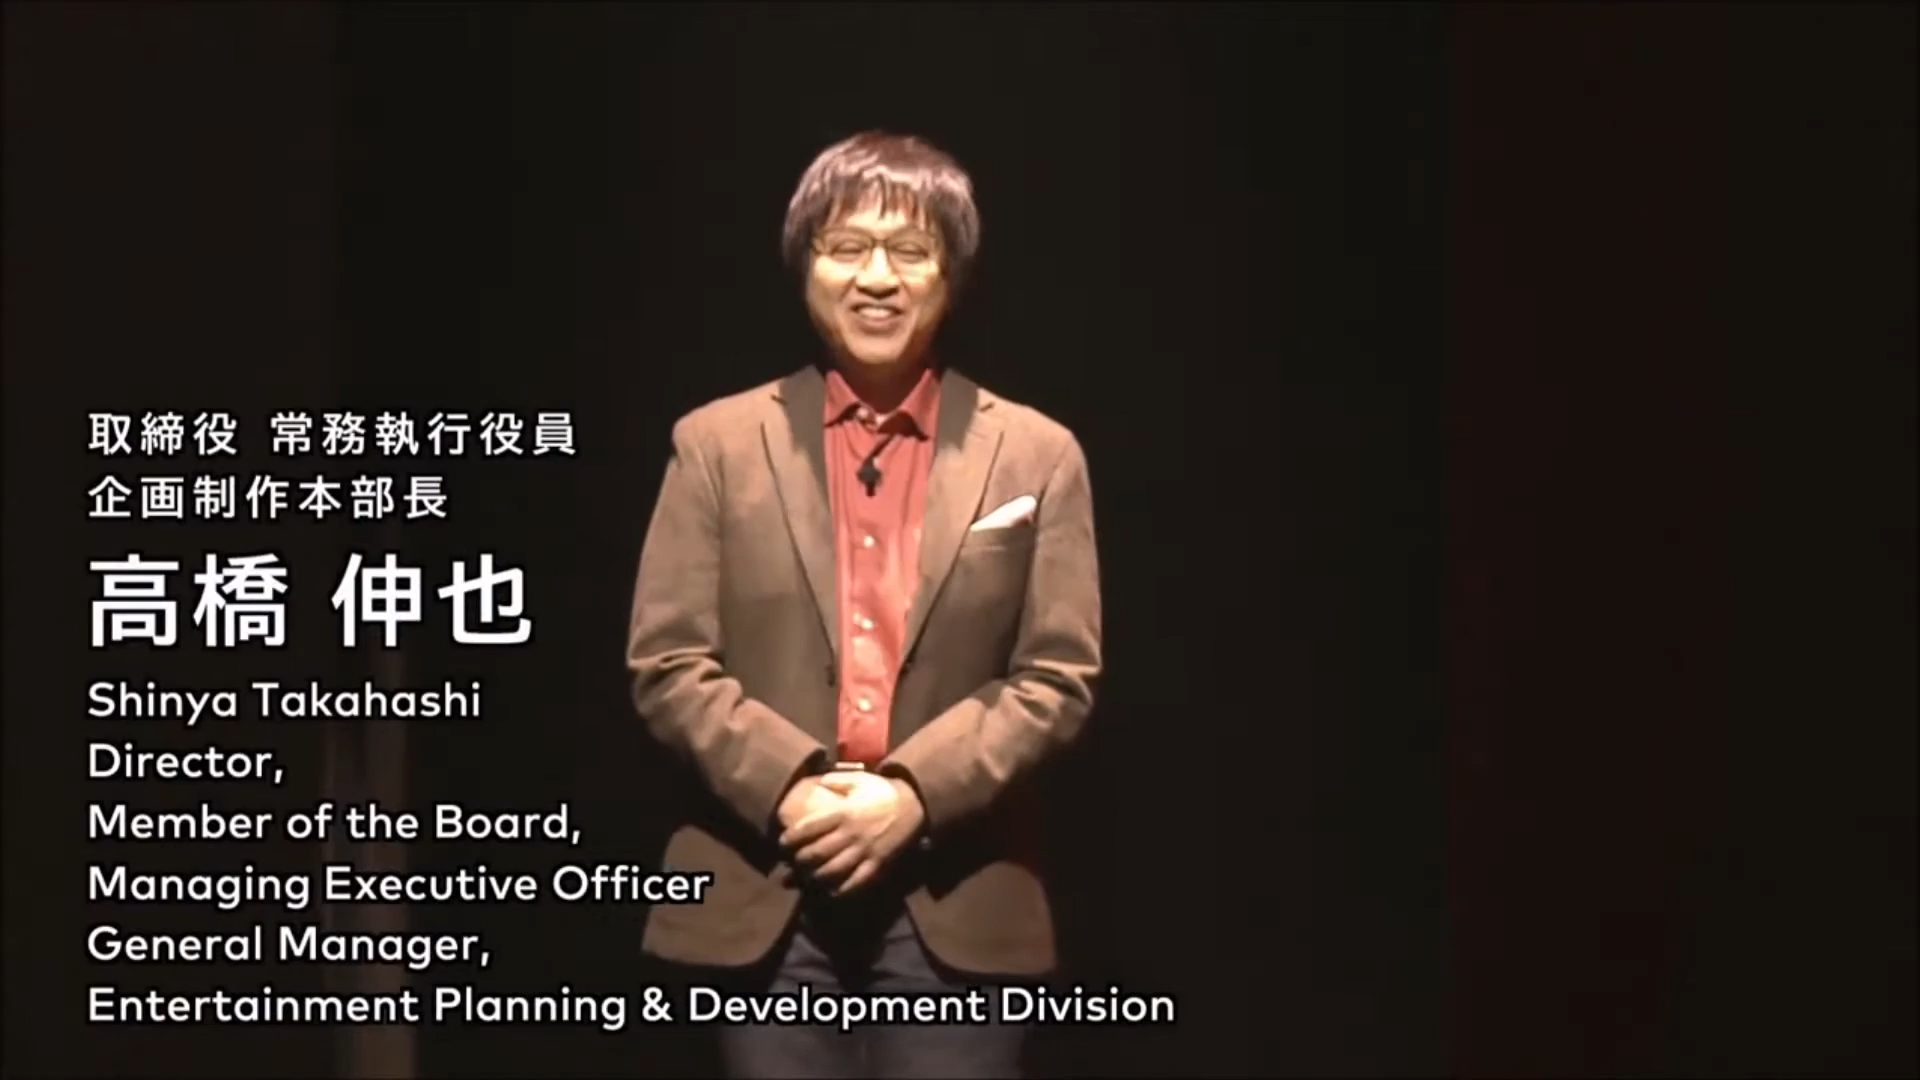 取締役 常務執行役員
企画制作本部長
高橋 伸也
Shinya Takahashi
Director,
Member of the Board,
Managing Executive Officer
General Manager,
Entertainment Planning & Development Division